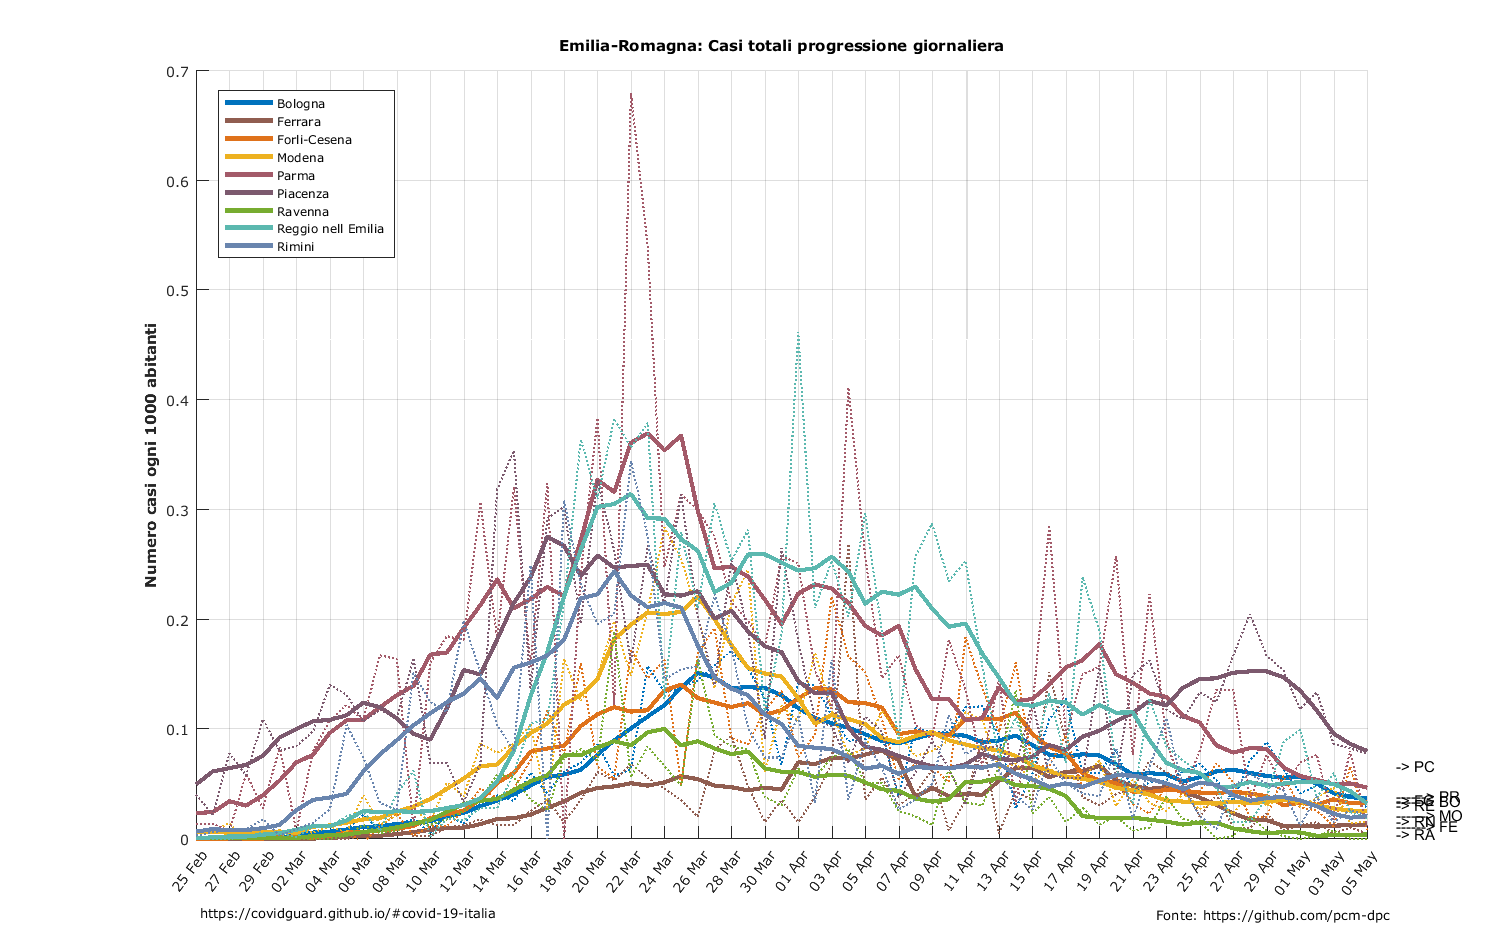 Emilia-Romagna: Casi totali progressione giornaliera
Numero casi ogni 1000 abitanti
0.7
0.6
0.5
0.4
0.3
0.2
0.1
0
Bologna
Ferrara
Forlì-Cesena
Modena
Parma
Piacenza
Ravenna
Reggio nell Emilia
Rimini
-> PC
PR
BO
RE
MO
RN
FE
-> RA
25 Feb
27 Feb
29 Feb
02 Mar
04 Mar
06 Mar
08 Mar
10 Mar
12 Mar
14 Mar
16 Mar
18 Mar
20 Mar
22 Mar
24 Mar
26 Mar
28 Mar
30 Mar
01 Apr
03 Apr
05 Apr
07 Apr
09 Apr
11 Apr
13 Apr
15 Apr
17 Apr
19 Apr
21 Apr
23 Apr
25 Apr
27 Apr
29 Apr
01 May
03 May
05 May
https://covidguard.github.io/#covid-19-italia
Fonte: https://github.com/pcm-dpc